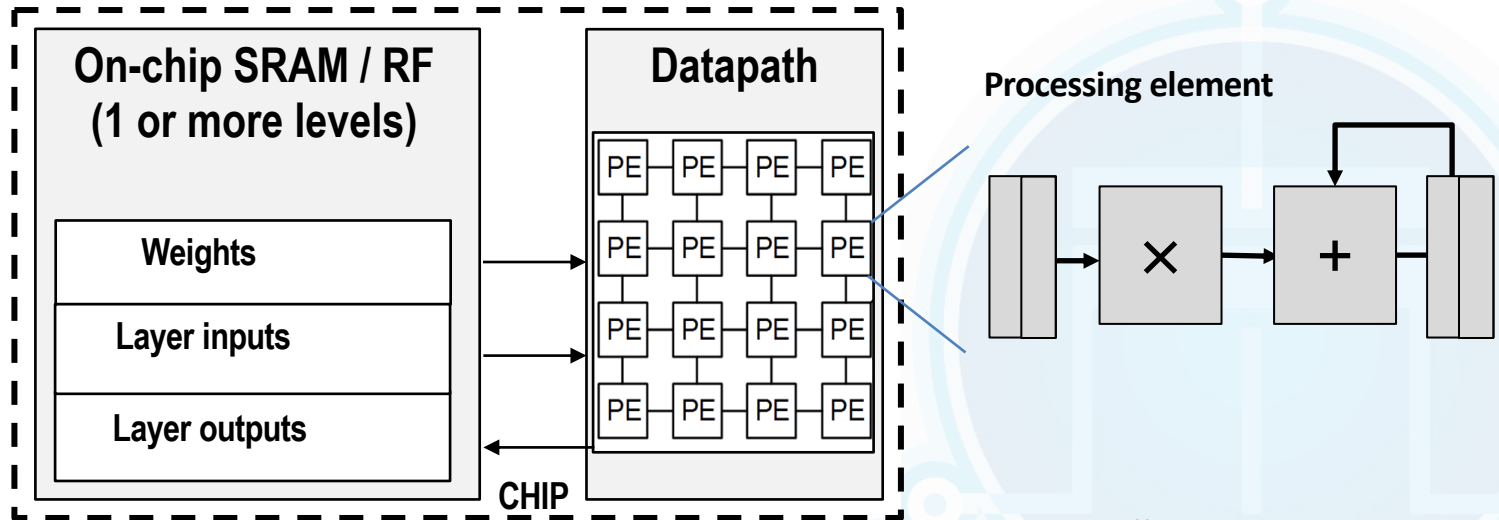 On-chip SRAM / RF
(1 or more levels)
Weights
Layer inputs
Layer outputs
CHIP
Datapath
PE PE PE PE
PE PE PE PE
PE PE PE PE
PE PE PE PE
Processing element
× +